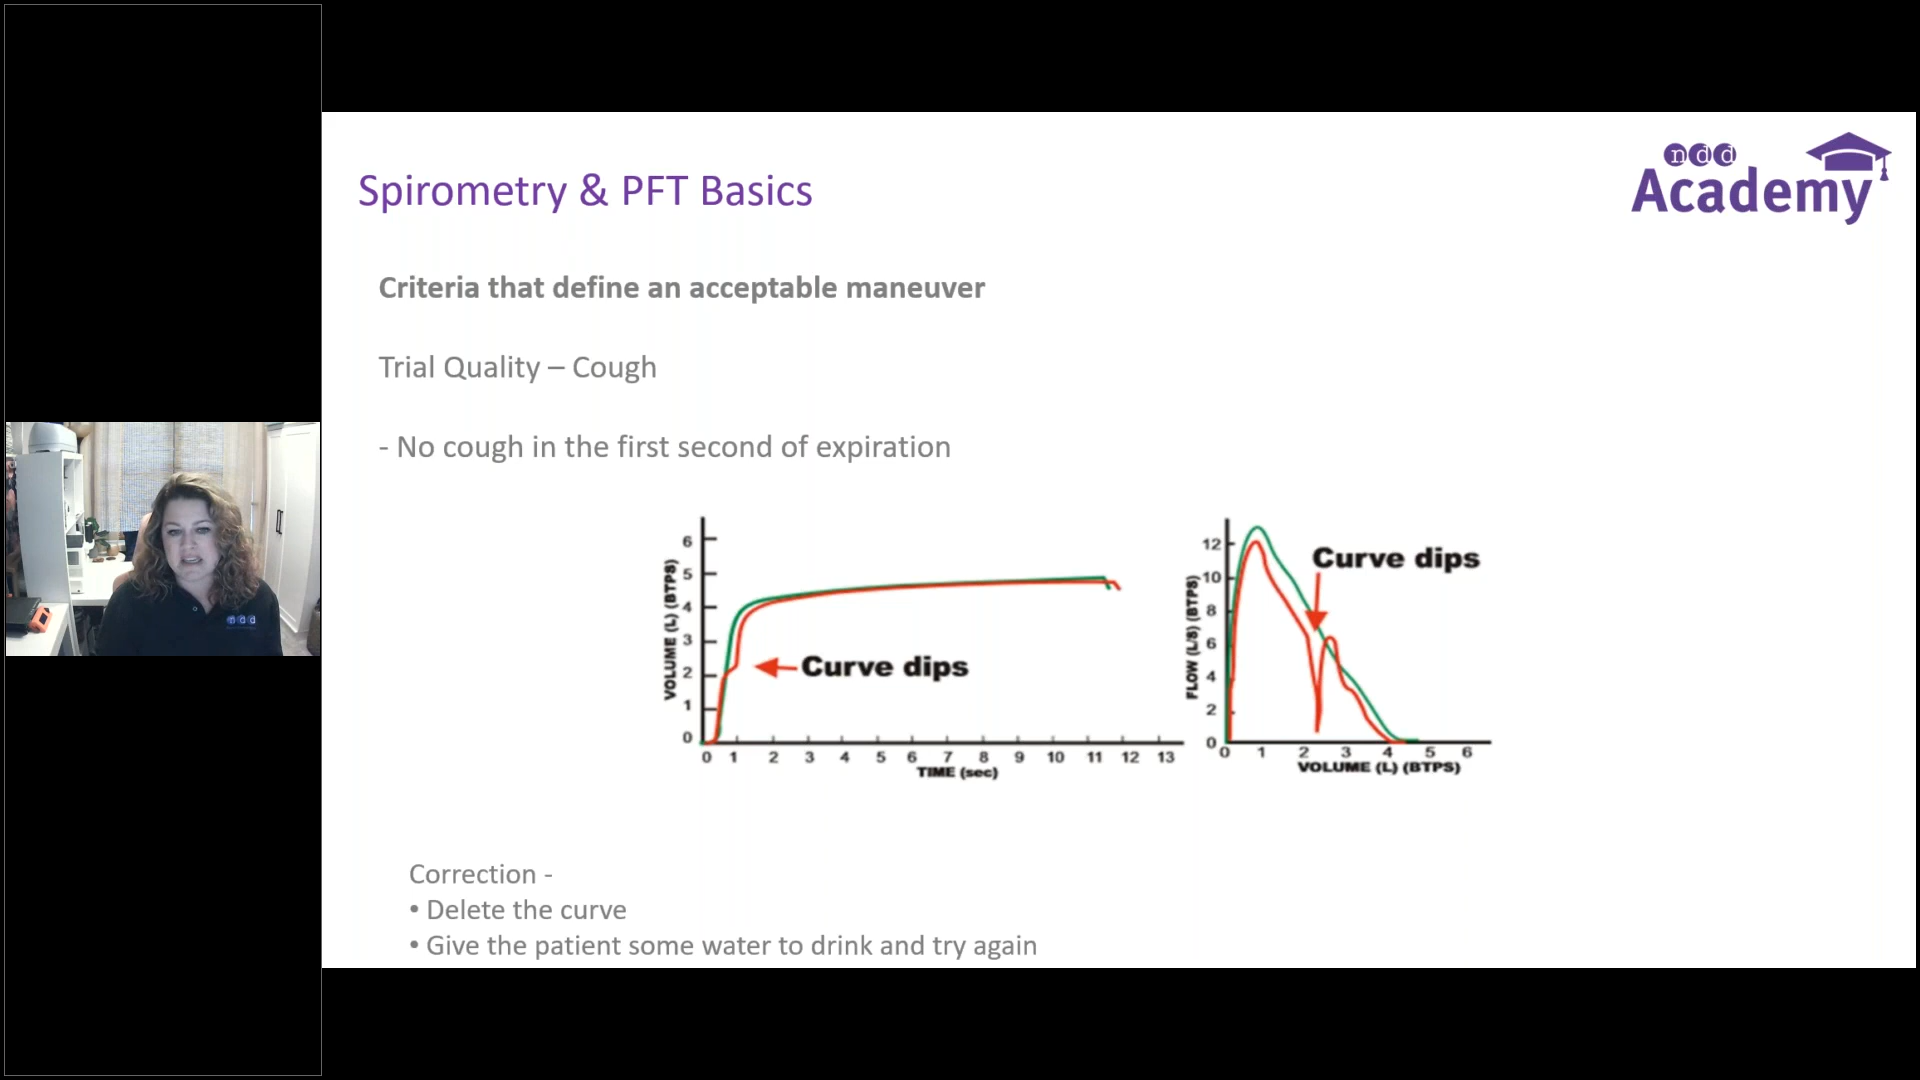 ndd
Academy
Spirometry & PFT Basics
Criteria that define an acceptable maneuver
Trial Quality – Cough
- No cough in the first second of expiration
VOLUME (L) (BTPS)
6
5
4
3
2
1
0
Curve dips
0 1 2 3 4 5 6 7 8 9 10 11 12 13
TIME (sec)
FLOW (L/S) (BTPS)
12
10
8
6
4
2
0
Curve dips
0 1 2 3 4 5 6
VOLUME (L) (BTPS)
Correction -
• Delete the curve
• Give the patient some water to drink and try again
ndd